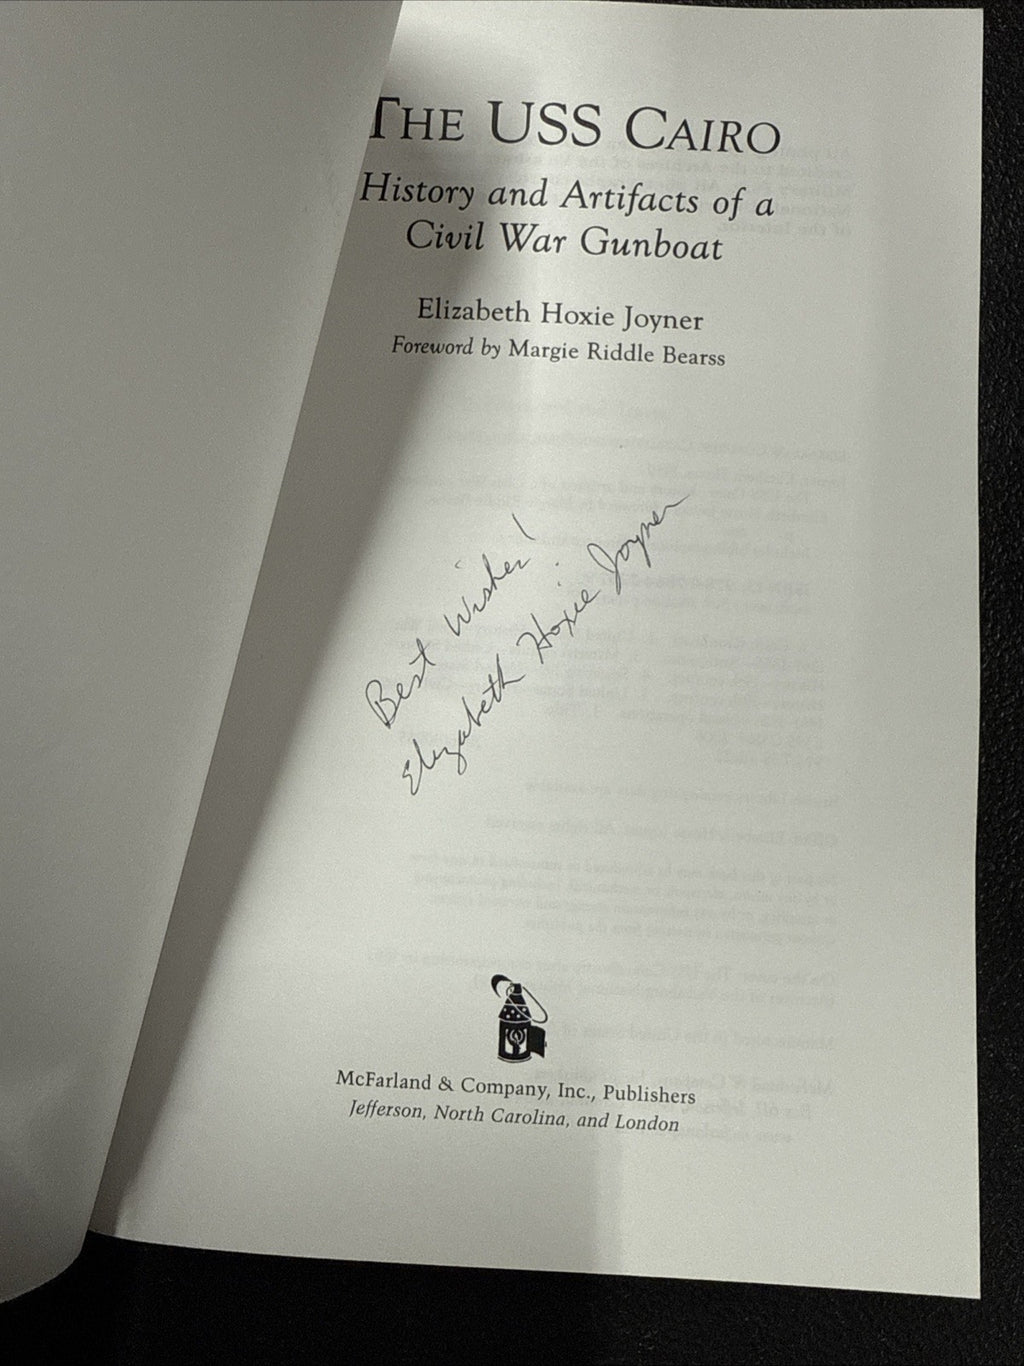 THE USS CAIRO
History and Artifacts of a
Civil War Gunboat
Elizabeth Hoxie Joyner
Foreword by Margie Riddle Bearss
Best Wishes!
Elizabeth Hoxie Joyner
McFarland & Company, Inc., Publishers
Jefferson, North Carolina, and London